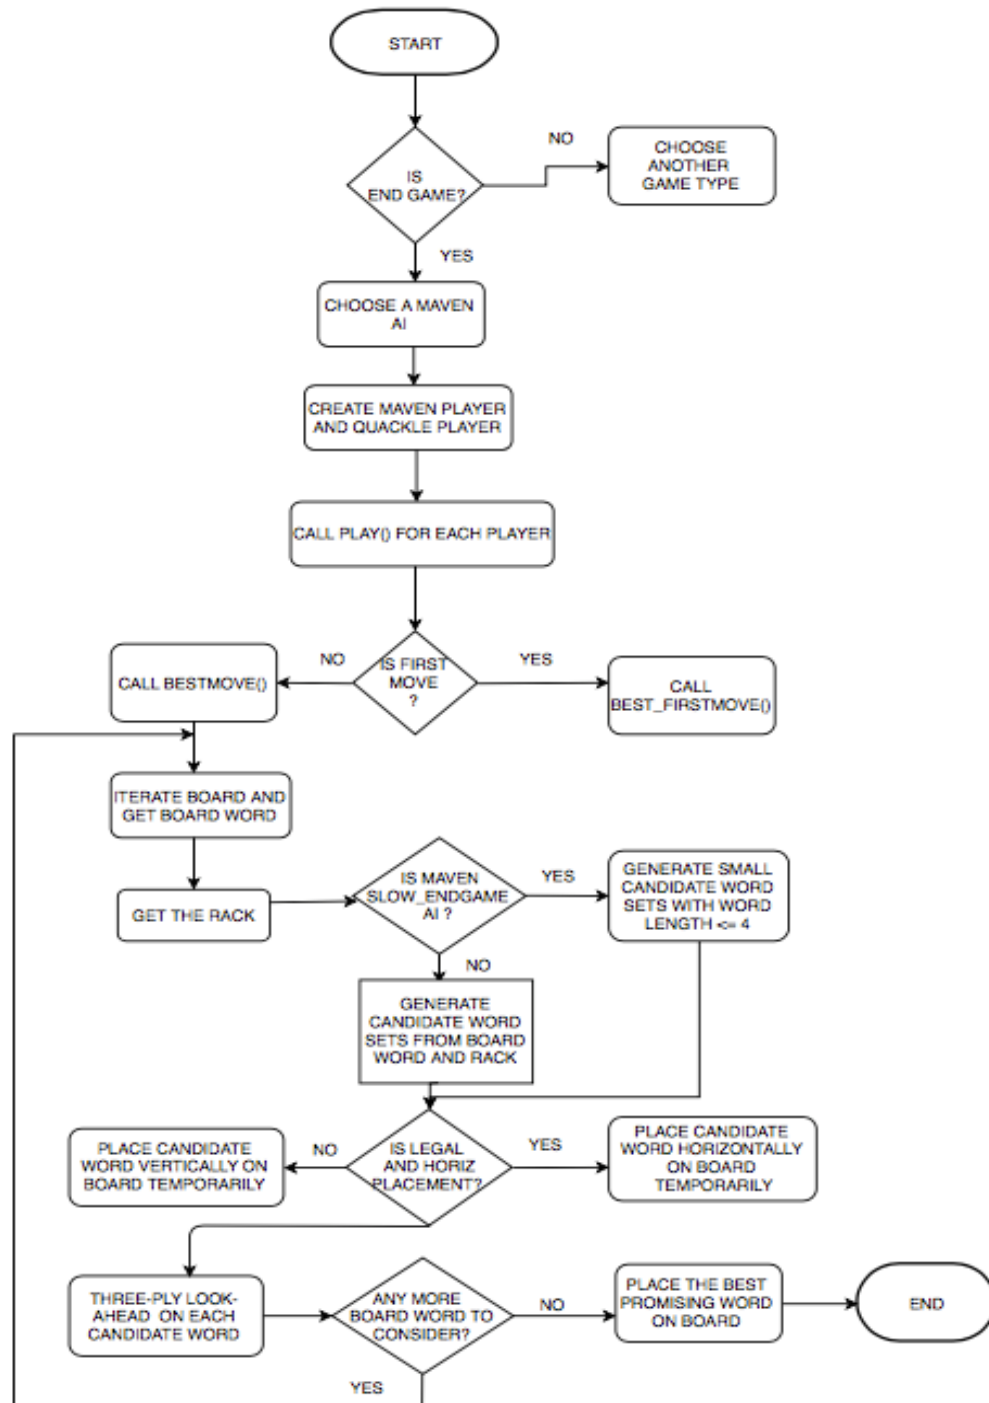 START
NO
CHOOSE
ANOTHER
GAME TYPE
IS
END GAME?
YES
CHOOSE A MAVEN
AI
CREATE MAVEN PLAYER
AND QUACKLE PLAYER
CALL PLAY() FOR EACH PLAYER
NO
IS FIRST
MOVE
?
YES
CALL BESTMOVE()
CALL
BEST_FIRSTMOVE()
ITERATE BOARD AND
GET BOARD WORD
GET THE RACK
IS MAVEN
SLOW_ENDGAME
AI ?
YES
GENERATE SMALL
CANDIDATE WORD
SETS WITH WORD
LENGTH <= 4
NO
GENERATE
CANDIDATE WORD
SETS FROM BOARD
WORD AND RACK
PLACE CANDIDATE
WORD VERTICALLY ON
BOARD TEMPORARILY
NO
IS LEGAL
AND HORIZ
PLACEMENT?
YES
PLACE CANDIDATE
WORD HORIZONTALLY
ON BOARD
TEMPORARILY
THREE-PLY LOOK-
AHEAD ON EACH
CANDIDATE WORD
ANY MORE
BOARD WORD TO
CONSIDER?
NO
PLACE THE BEST
PROMISING WORD
ON BOARD
END
YES